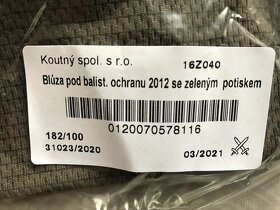 Koutný spol. s r.o. 16Z040
Blůza pod balist. ochranu 2012 se zeleným potiskem
0120070578116
182/100
31023/2020 03/2021